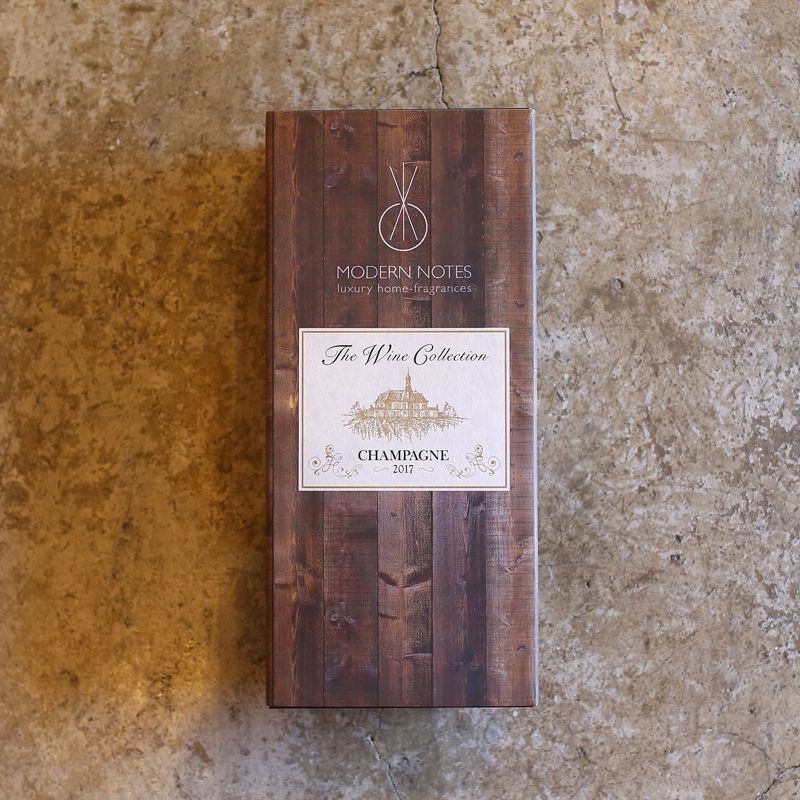 MODERN NOTES
luxury home-fragrances
The Wine Collection
CHAMPAGNE
2017